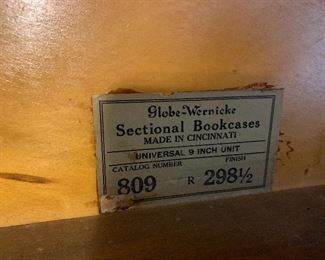 Globe-Wernicke
Sectional Bookcases
MADE IN CINCINNATI
UNIVERSAL 9 INCH UNIT
CATALOG NUMBER FINISH
809 R 298½